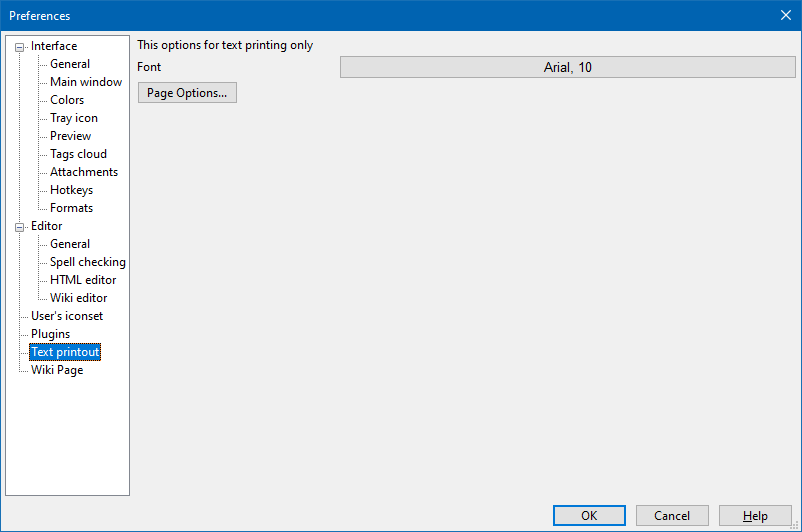 Preferences
Interface
General
Main window
Colors
Tray icon
Preview
Tags cloud
Attachments
Hotkeys
Formats
Editor
General
Spell checking
HTML editor
Wiki editor
User's iconset
Plugins
Text printout
Wiki Page
This options for text printing only
Font
Arial, 10
Page Options...
OK
Cancel
Help